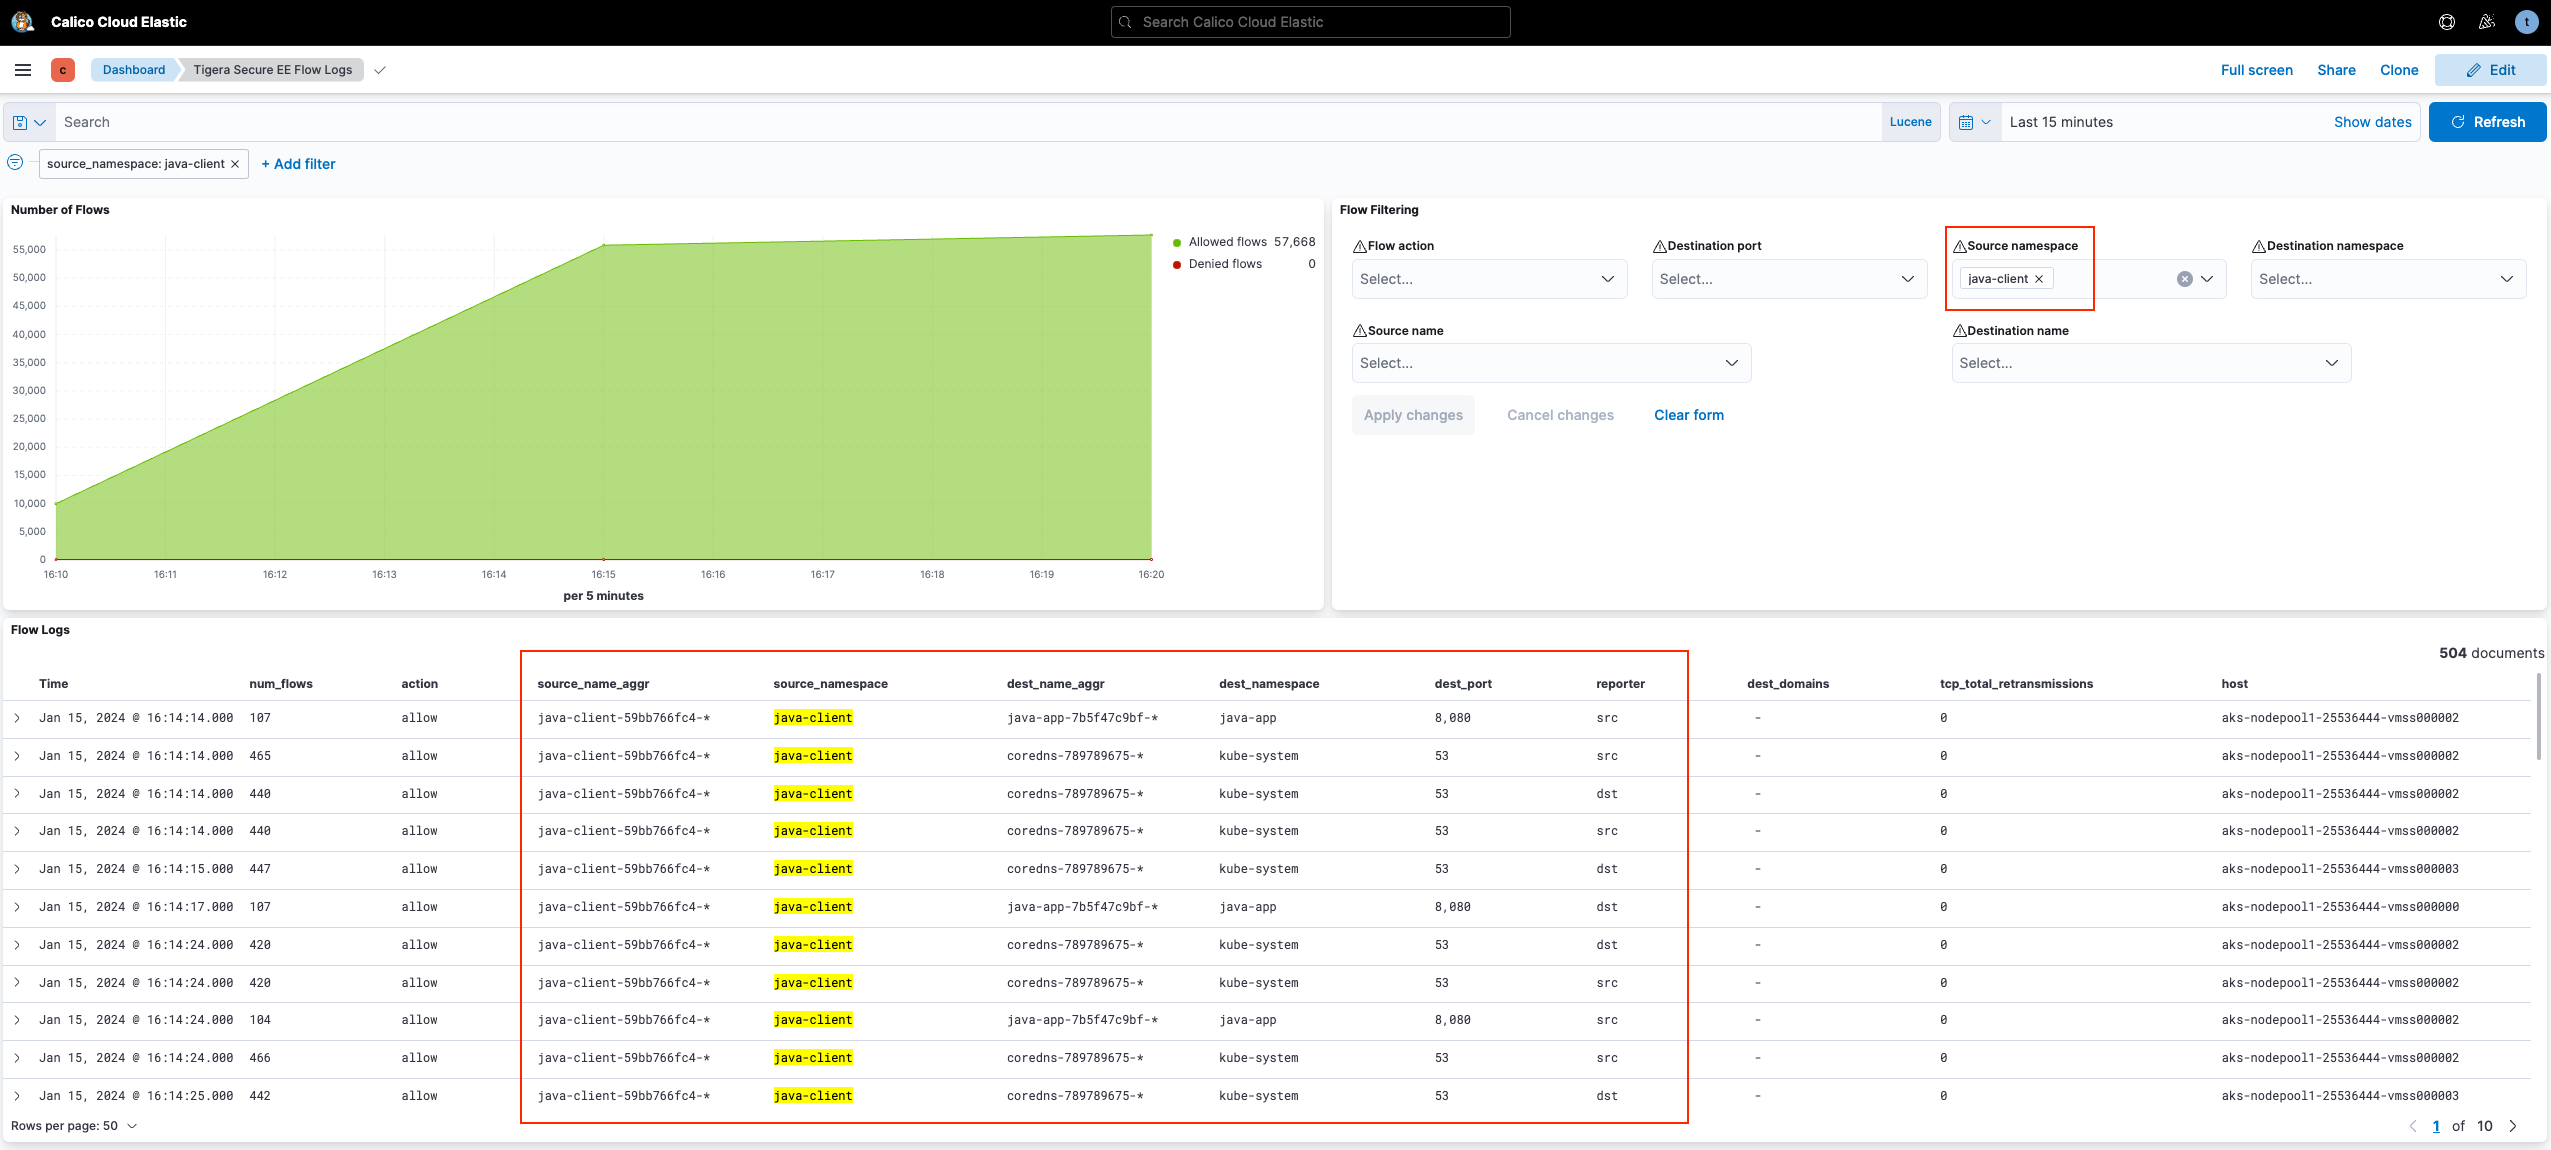 Calico Cloud Elastic
Search Calico Cloud Elastic
t
c
Dashboard
Tigera Secure EE Flow Logs
Full screen
Share
Clone
Edit
Search
Lucene
Last 15 minutes
Show dates
Refresh
source_namespace: java-client ×
+ Add filter
Number of Flows
55,000
50,000
45,000
40,000
35,000
30,000
25,000
20,000
15,000
10,000
5,000
0
16:10 16:11 16:12 16:13 16:14 16:15 16:16 16:17 16:18 16:19 16:20
per 5 minutes
Allowed flows 57,668
Denied flows 0
Flow Filtering
Flow action
Select...
Destination port
Select...
Source namespace
java-client ×
Destination namespace
Select...
Source name
Select...
Destination name
Select...
Apply changes
Cancel changes
Clear form
Flow Logs
504 documents
Time num_flows action source_name_aggr source_namespace dest_name_aggr dest_namespace dest_port reporter dest_domains tcp_total_retransmissions host
Jan 15, 2024 @ 16:14:14.000 107 allow java-client-59bb766fc4-* java-client java-app-7b5f47c9bf-* java-app 8,080 src - 0 aks-nodepool1-25536444-vmss000002
Jan 15, 2024 @ 16:14:14.000 465 allow java-client-59bb766fc4-* java-client coredns-789789675-* kube-system 53 src - 0 aks-nodepool1-25536444-vmss000002
Jan 15, 2024 @ 16:14:14.000 440 allow java-client-59bb766fc4-* java-client coredns-789789675-* kube-system 53 dst - 0 aks-nodepool1-25536444-vmss000002
Jan 15, 2024 @ 16:14:14.000 440 allow java-client-59bb766fc4-* java-client coredns-789789675-* kube-system 53 src - 0 aks-nodepool1-25536444-vmss000002
Jan 15, 2024 @ 16:14:15.000 447 allow java-client-59bb766fc4-* java-client coredns-789789675-* kube-system 53 dst - 0 aks-nodepool1-25536444-vmss000003
Jan 15, 2024 @ 16:14:17.000 107 allow java-client-59bb766fc4-* java-client java-app-7b5f47c9bf-* java-app 8,080 dst - 0 aks-nodepool1-25536444-vmss000000
Jan 15, 2024 @ 16:14:24.000 420 allow java-client-59bb766fc4-* java-client coredns-789789675-* kube-system 53 dst - 0 aks-nodepool1-25536444-vmss000002
Jan 15, 2024 @ 16:14:24.000 420 allow java-client-59bb766fc4-* java-client coredns-789789675-* kube-system 53 src - 0 aks-nodepool1-25536444-vmss000002
Jan 15, 2024 @ 16:14:24.000 104 allow java-client-59bb766fc4-* java-client java-app-7b5f47c9bf-* java-app 8,080 src - 0 aks-nodepool1-25536444-vmss000002
Jan 15, 2024 @ 16:14:24.000 466 allow java-client-59bb766fc4-* java-client coredns-789789675-* kube-system 53 src - 0 aks-nodepool1-25536444-vmss000002
Jan 15, 2024 @ 16:14:25.000 442 allow java-client-59bb766fc4-* java-client coredns-789789675-* kube-system 53 dst - 0 aks-nodepool1-25536444-vmss000003
Rows per page: 50
1 of 10